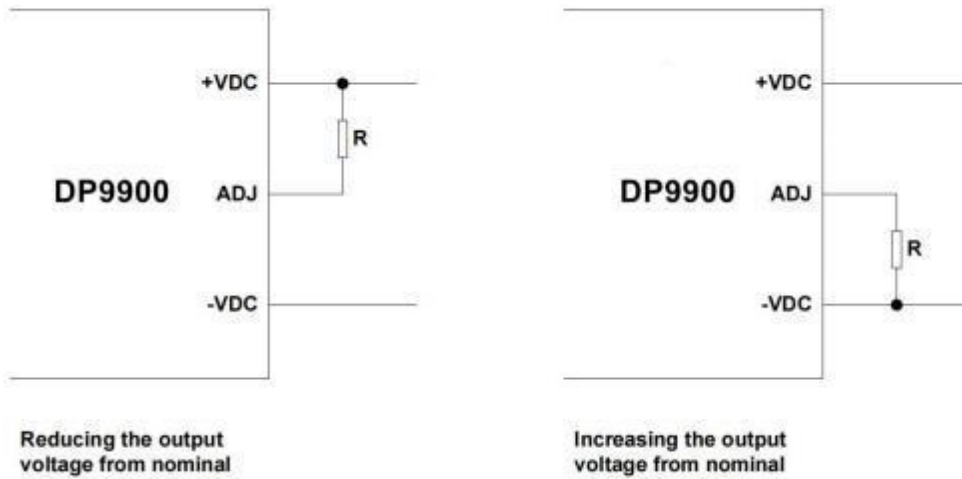 +VDC
R
DP9900
ADJ
-VDC
Reducing the output
voltage from nominal
+VDC
DP9900
ADJ
R
-VDC
Increasing the output
voltage from nominal